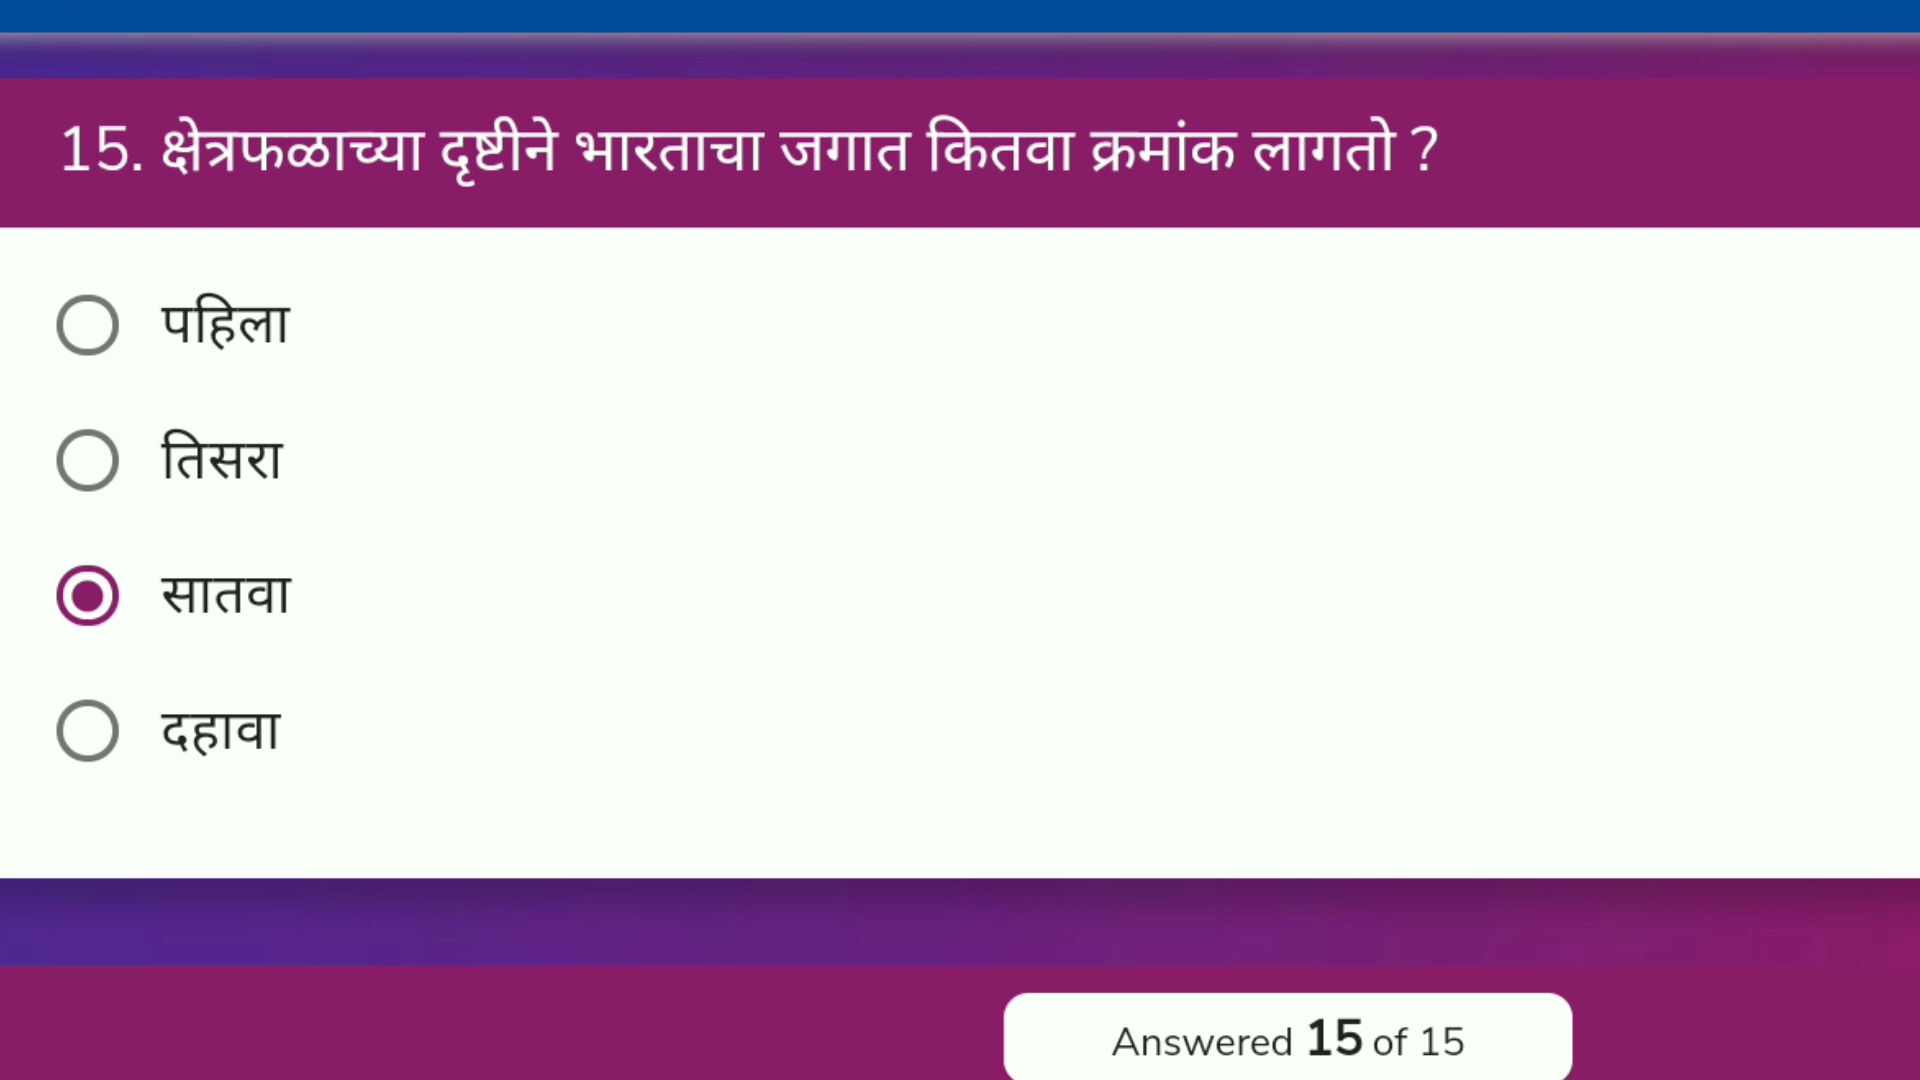 15. क्षेत्रफळाच्या दृष्टीने भारताचा जगात कितवा क्रमांक लागतो ?
पहिला
तिसरा
सातवा
दहावा
Answered 15 of 15